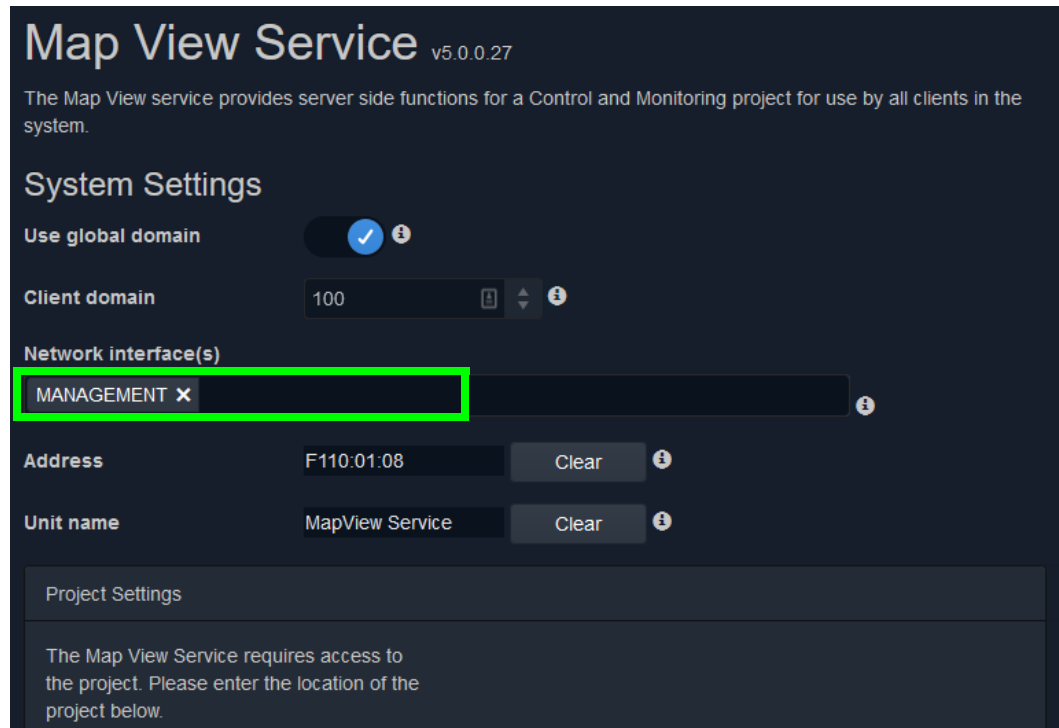 Map View Service v5.0.0.27
The Map View service provides server side functions for a Control and Monitoring project for use by all clients in the
system.
System Settings
Use global domain
Client domain 100
Network interface(s)
MANAGEMENT ×
Address F110:01:08 Clear
Unit name MapView Service Clear
Project Settings
The Map View Service requires access to
the project. Please enter the location of the
project below.